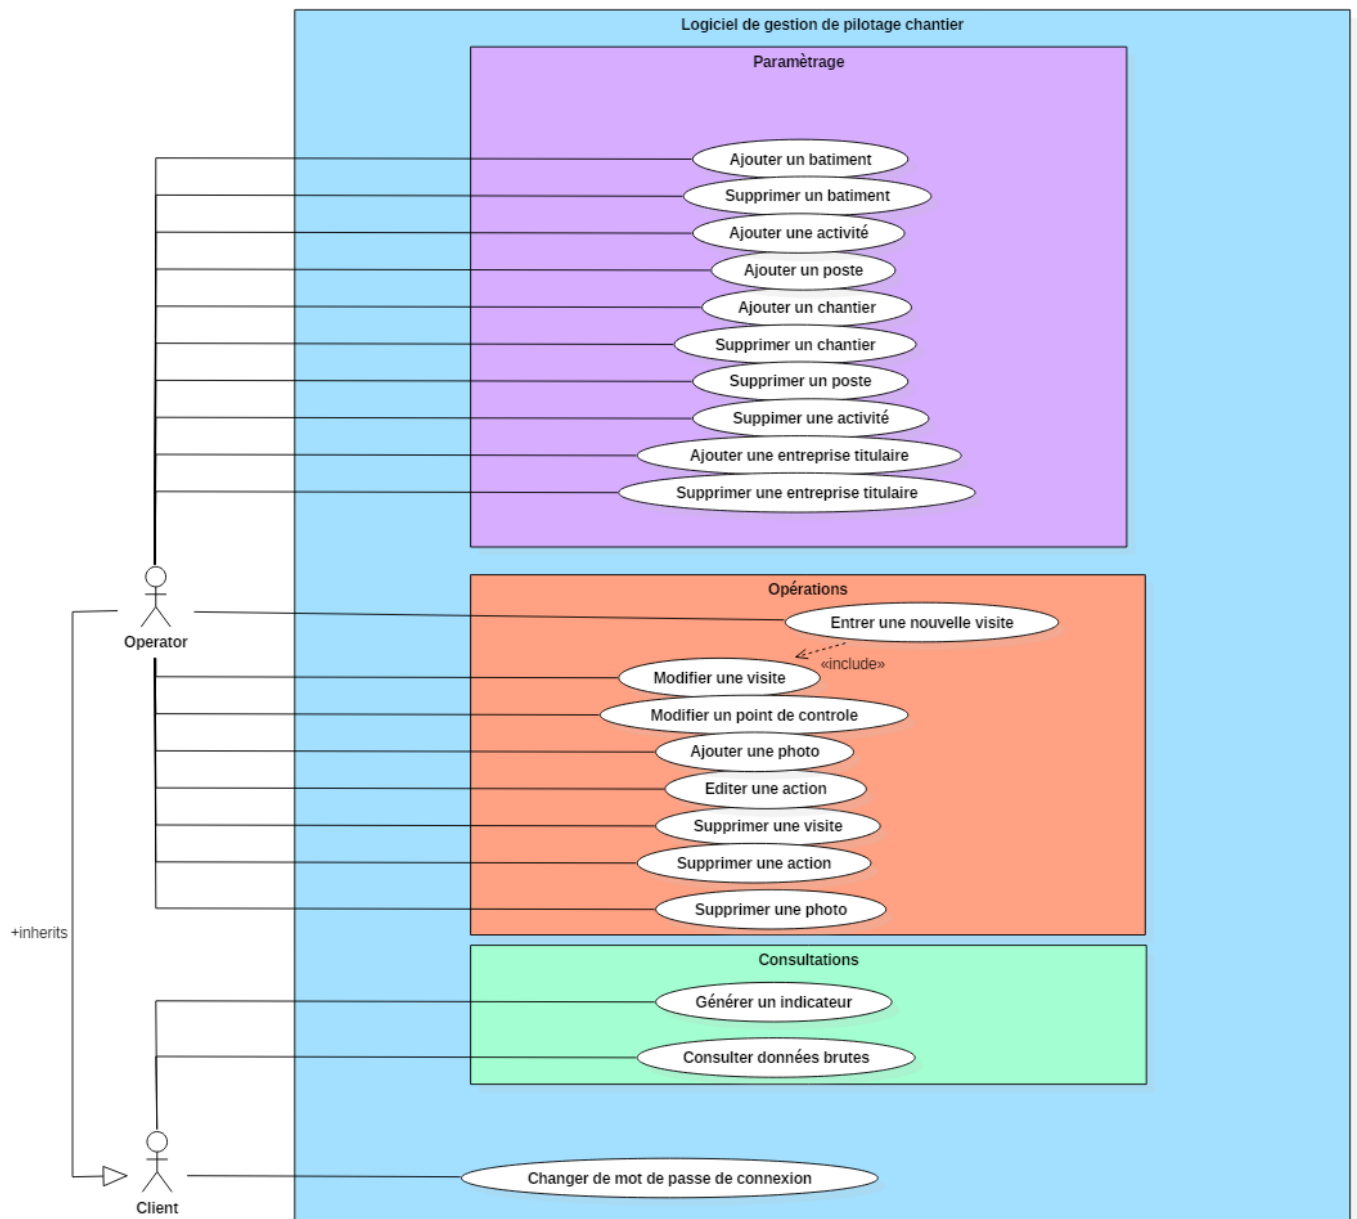 Logiciel de gestion de pilotage chantier
Paramètrage
Ajouter un batiment
Supprimer un batiment
Ajouter une activité
Ajouter un poste
Ajouter un chantier
Supprimer un chantier
Supprimer un poste
Suppimer une activité
Ajouter une entreprise titulaire
Supprimer une entreprise titulaire
Operator
Opérations
Entrer une nouvelle visite
«include»
Modifier une visite
Modifier un point de controle
Ajouter une photo
Editer une action
Supprimer une visite
Supprimer une action
Supprimer une photo
+inherits
Consultations
Générer un indicateur
Consulter données brutes
Changer de mot de passe de connexion
Client